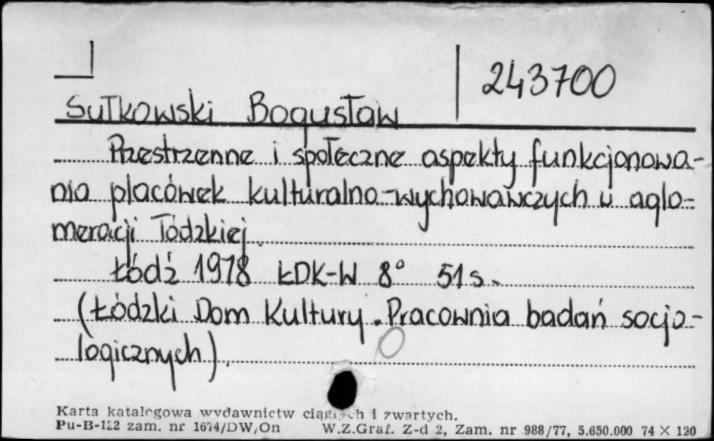 243700
Sułkowski Bogusław
Przestrzenne i społeczne aspekty funkcjonowa-
nia placówek kulturalno-wychowawczych w aglo-
meracji łódzkiej.
Łódź 1978 ŁDK-W 8° 51 s.
(Łódzki Dom Kultury. Pracownia badań socjo-
logicznych).
Karta katalogowa wydawnictw ciągłych i zwartych.
Pu-B-122 zam. nr 1674/DW,On W.Z.Graf. Z-d 2, Zam. nr 988/77, 5.650.000 74 X 120